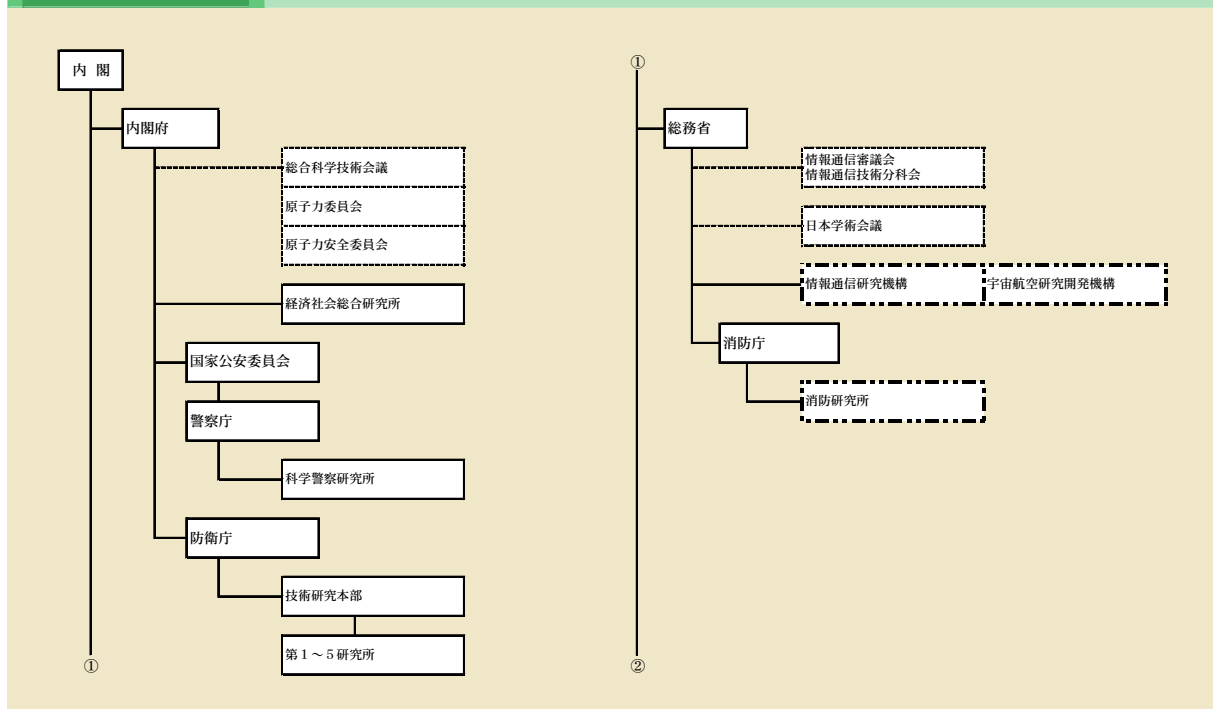 内 閣
内閣府
総合科学技術会議
原子力委員会
原子力安全委員会
経済社会総合研究所
国家公安委員会
警察庁
科学警察研究所
防衛庁
技術研究本部
第１～５研究所
①
①
総務省
情報通信審議会
情報通信技術分科会
日本学術会議
情報通信研究機構
宇宙航空研究開発機構
消防庁
消防研究所
②